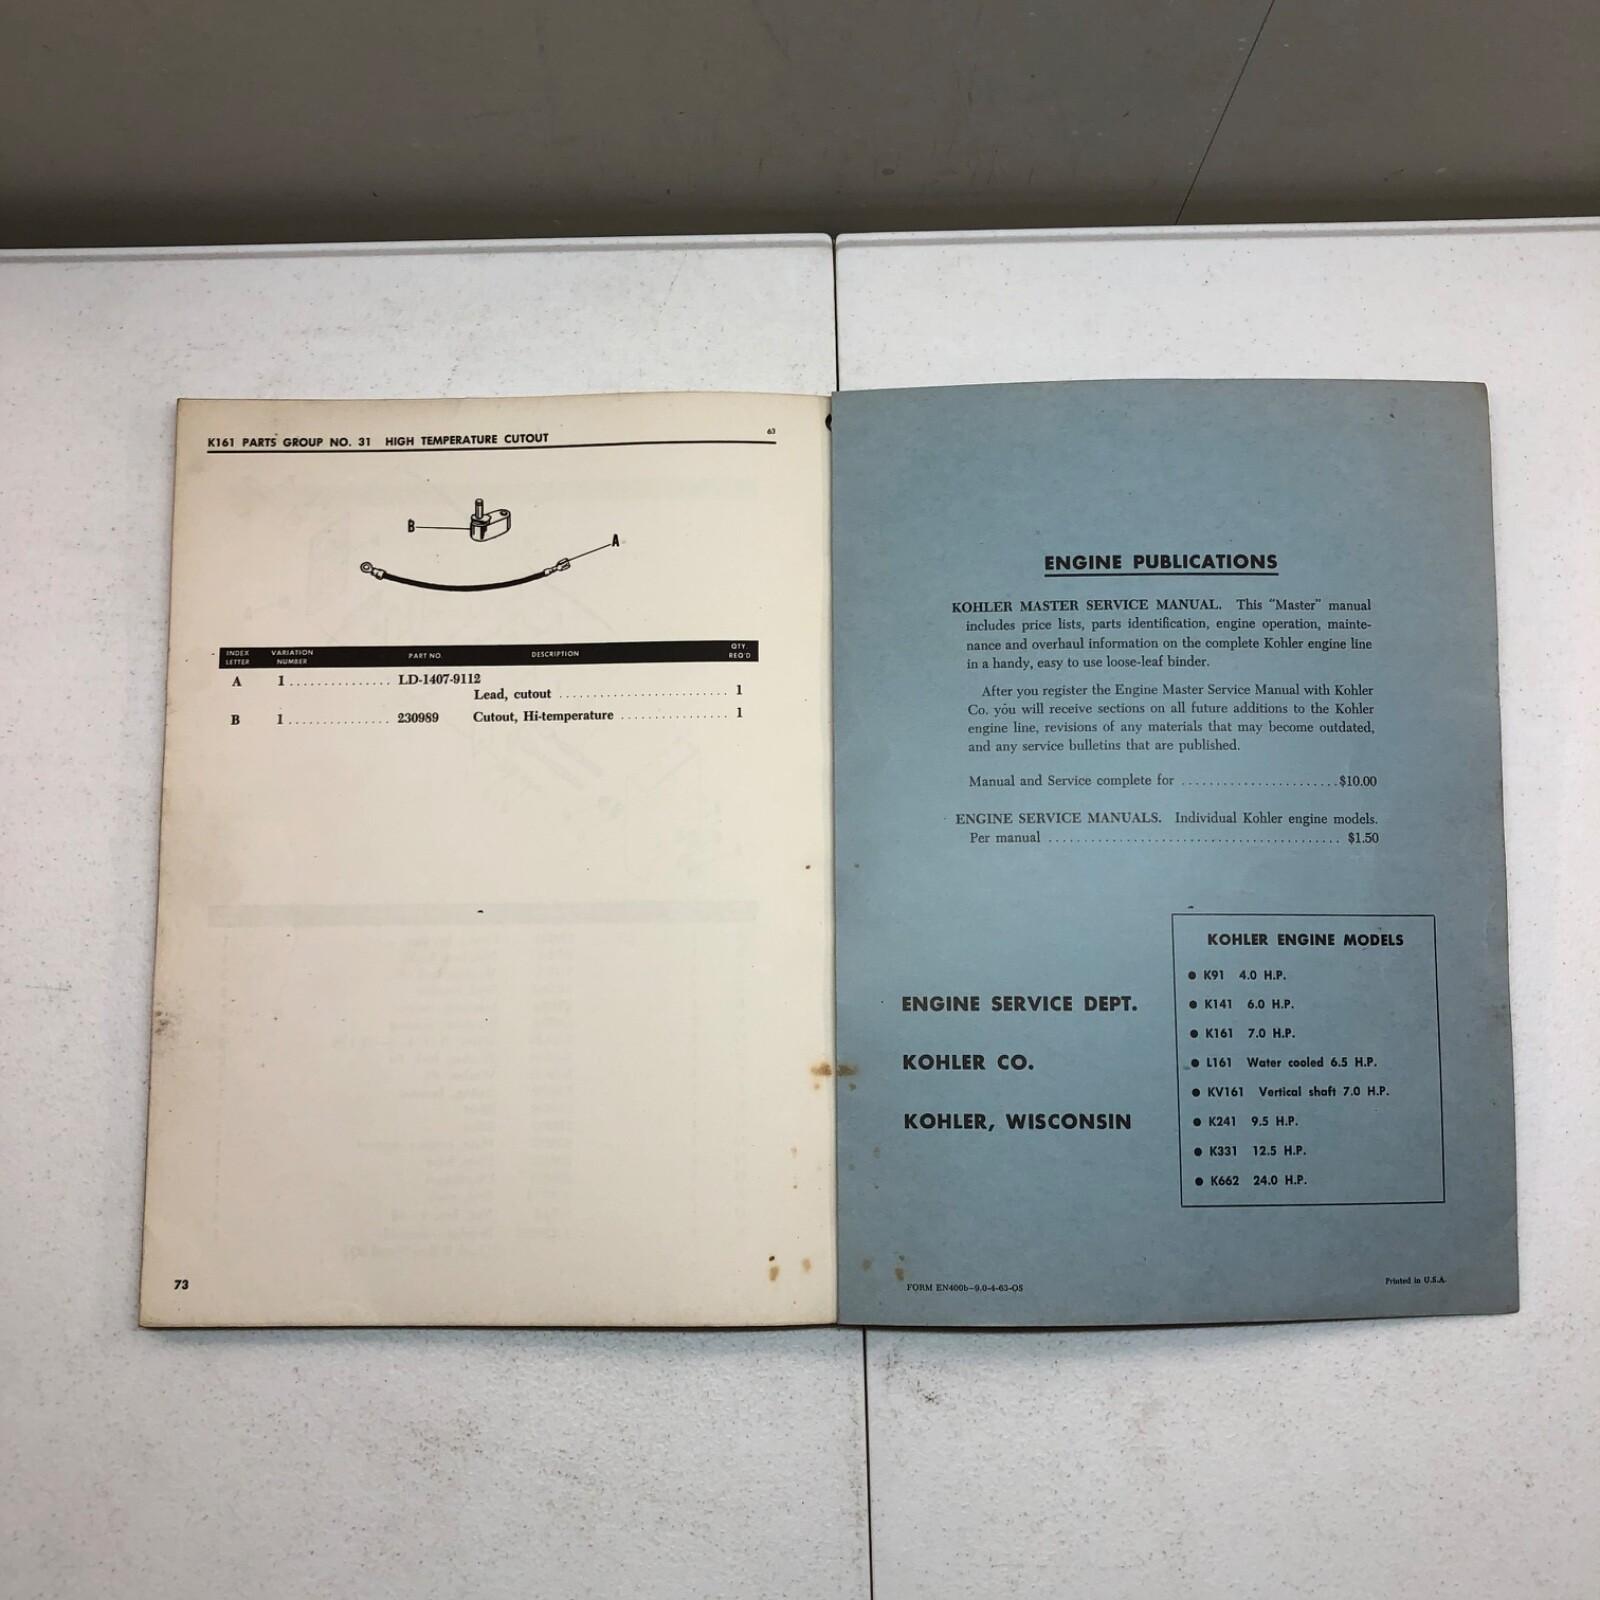 K161 PARTS GROUP NO. 31 HIGH TEMPERATURE CUTOUT
63
B
A
INDEX LETTER VARIATION NUMBER PART NO. DESCRIPTION QTY. REQ'D
A 1 ............... LD-1407-9112
Lead, cutout ......................... 1
B 1 ............... 230989 Cutout, Hi-temperature ................ 1
73
ENGINE PUBLICATIONS
KOHLER MASTER SERVICE MANUAL. This "Master" manual
includes price lists, parts identification, engine operation, mainte-
nance and overhaul information on the complete Kohler engine line
in a handy, easy to use loose-leaf binder.
After you register the Engine Master Service Manual with Kohler
Co. you will receive sections on all future additions to the Kohler
engine line, revisions of any materials that may become outdated,
and any service bulletins that are published.
Manual and Service complete for ...................... $10.00
ENGINE SERVICE MANUALS. Individual Kohler engine models.
Per manual ......................................... $1.50
ENGINE SERVICE DEPT.
KOHLER CO.
KOHLER, WISCONSIN
KOHLER ENGINE MODELS
● K91 4.0 H.P.
● K141 6.0 H.P.
● K161 7.0 H.P.
● L161 Water cooled 6.5 H.P.
● KV161 Vertical shaft 7.0 H.P.
● K241 9.5 H.P.
● K331 12.5 H.P.
● K662 24.0 H.P.
FORM EN400b—9.0-4-63-OS
Printed in U.S.A.